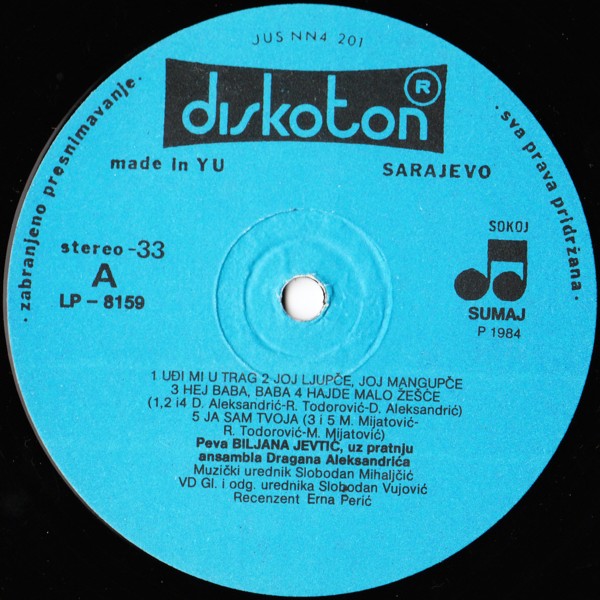 JUS NN4 201
diskoton ®
made in YU
SARAJEVO
· zabranjeno presnimavanje ·
· sva prava pridržana ·
stereo - 33
A
LP - 8159
SOKOJ
SUMAJ
P 1984
1 UĐI MI U TRAG 2 JOJ LJUPČE, JOJ MANGUPČE
3 HEJ BABA, BABA 4 HAJDE MALO ŽEŠĆE
(1,2 i4 D. Aleksandrić-R. Todorović-D. Aleksandrić)
5 JA SAM TVOJA (3 i 5 M. Mijatović-
R. Todorović-M. Mijatović)
Peva BILJANA JEVTIĆ, uz pratnju
ansambla Dragana Aleksandrića
Muzički urednik Slobodan Mihaljčić
VD Gl. i odg. urednika Slobodan Vujović
Recenzent Erna Perić